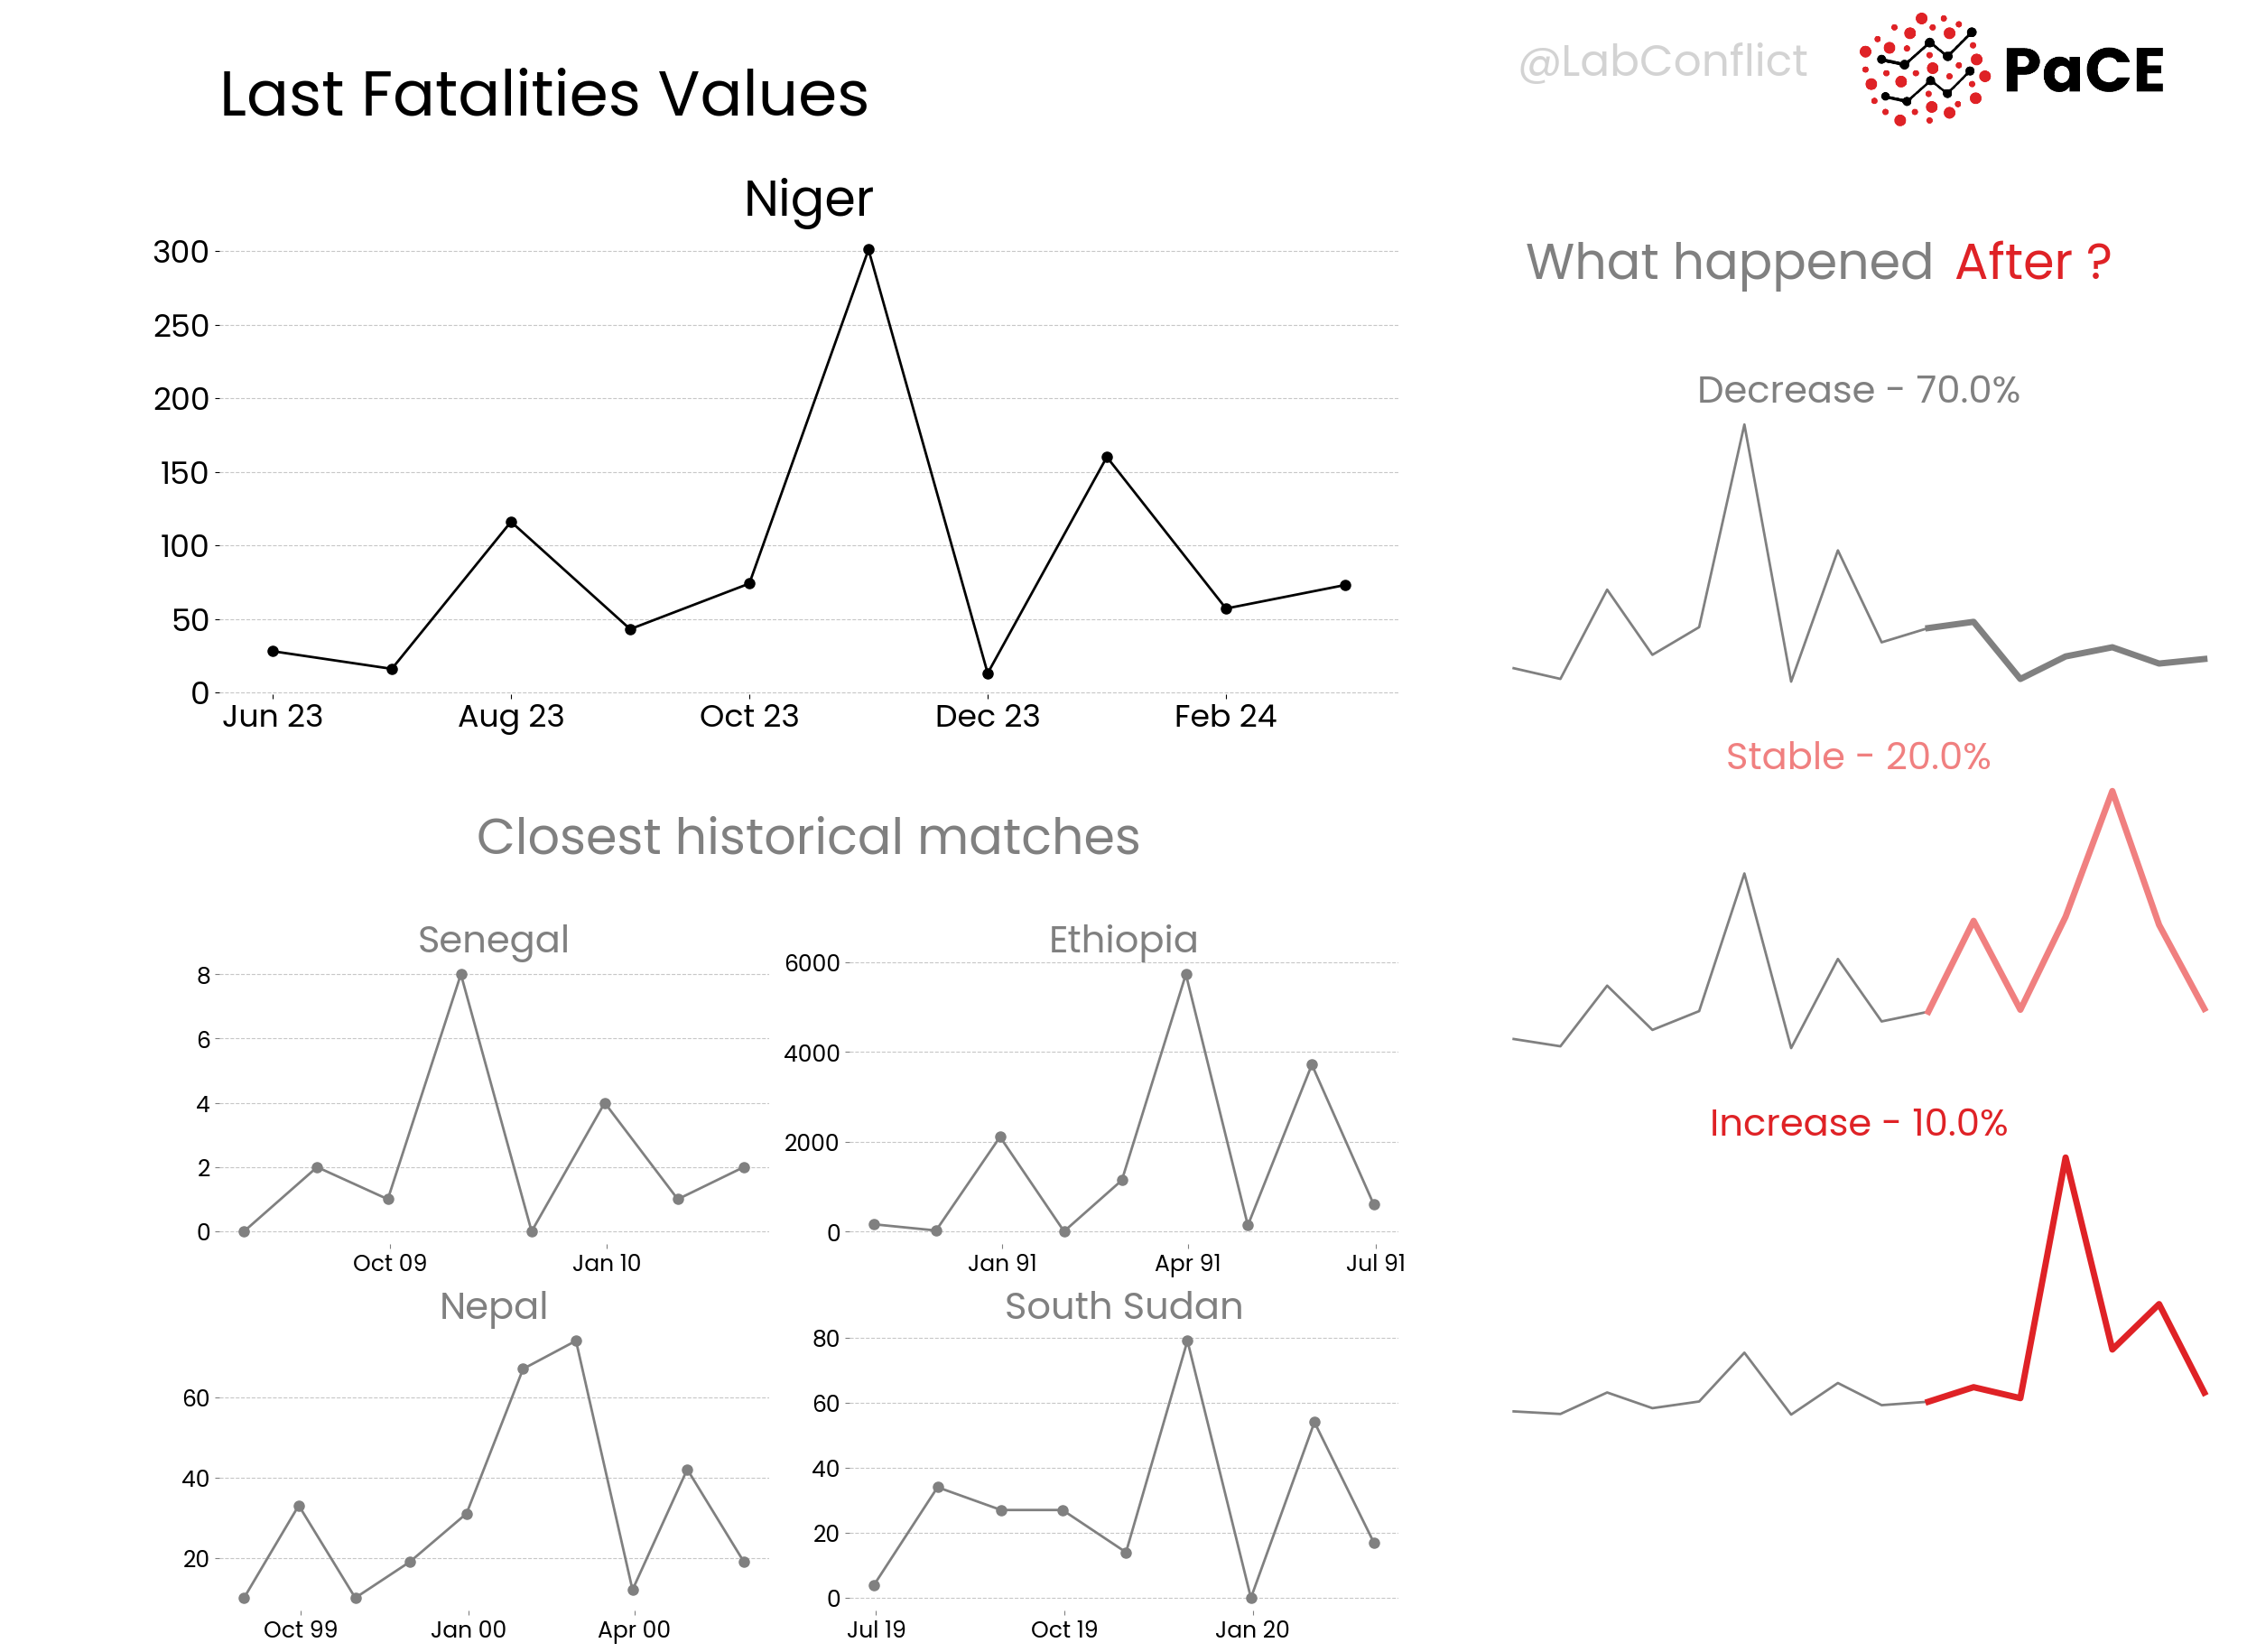 @LabConflict
PaCE
Last Fatalities Values
Niger
300
250
200
150
100
50
0
Jun 23
Aug 23
Oct 23
Dec 23
Feb 24
What happened After ?
Decrease - 70.0%
Stable - 20.0%
Increase - 10.0%
Closest historical matches
Senegal
8
6
4
2
0
Oct 09
Jan 10
Ethiopia
6000
4000
2000
0
Jan 91
Apr 91
Jul 91
Nepal
60
40
20
Oct 99
Jan 00
Apr 00
South Sudan
80
60
40
20
0
Jul 19
Oct 19
Jan 20